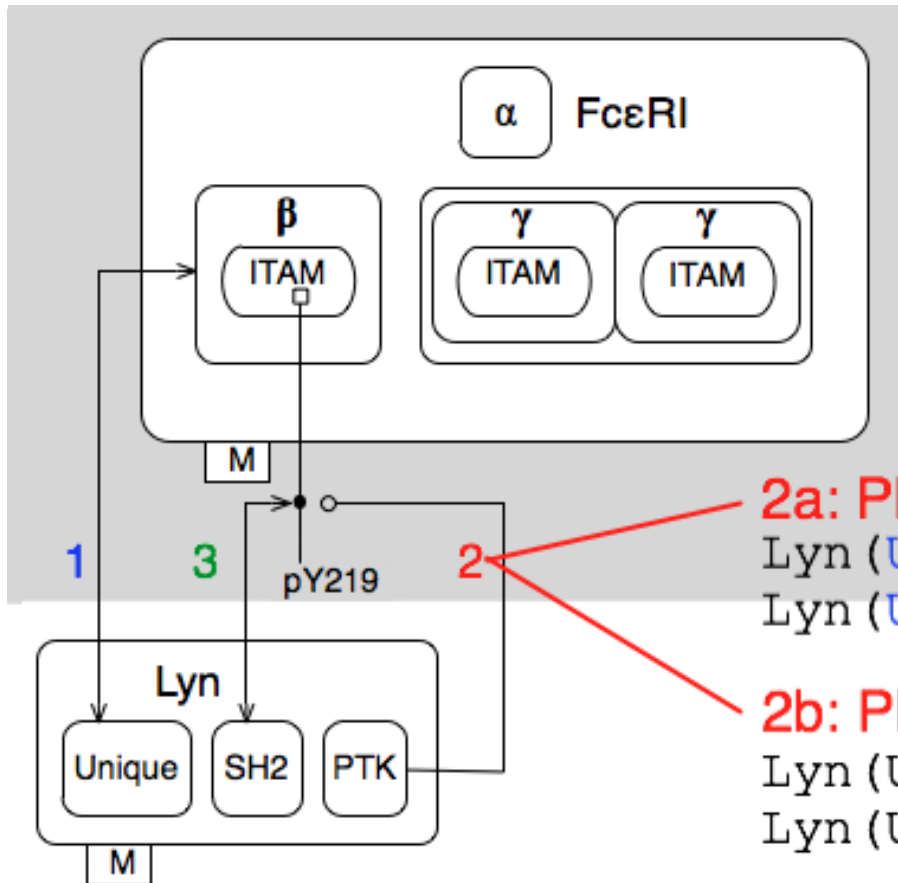 α FcεRI
β γ γ
ITAM ITAM ITAM
M
1 3 2
pY219
2a:
Lyn(
Lyn(
Lyn
2b:
Unique SH2 PTK
Lyn(U
Lyn(U
M